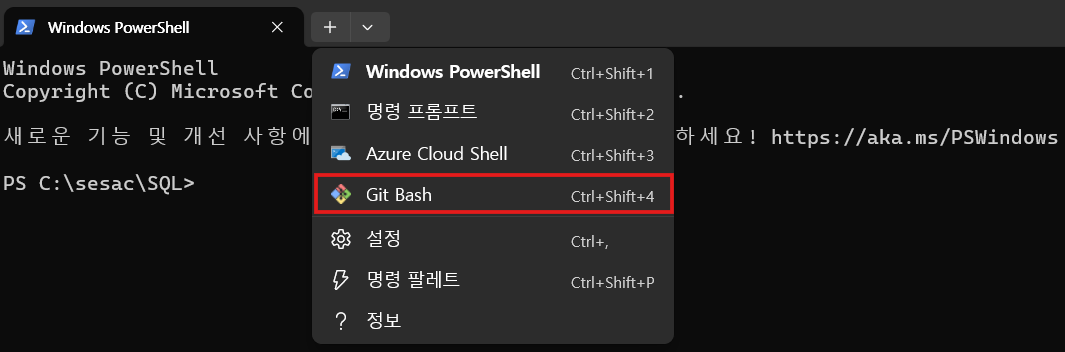 Windows PowerShell
Windows PowerShell
Copyright (C) Microsoft Co
.
새로운 기능 및 개선 사항에
하세요! https://aka.ms/PSWindows
PS C:\sesac\SQL>
Windows PowerShell Ctrl+Shift+1
명령 프롬프트 Ctrl+Shift+2
Azure Cloud Shell Ctrl+Shift+3
Git Bash Ctrl+Shift+4
설정 Ctrl+,
명령 팔레트 Ctrl+Shift+P
정보